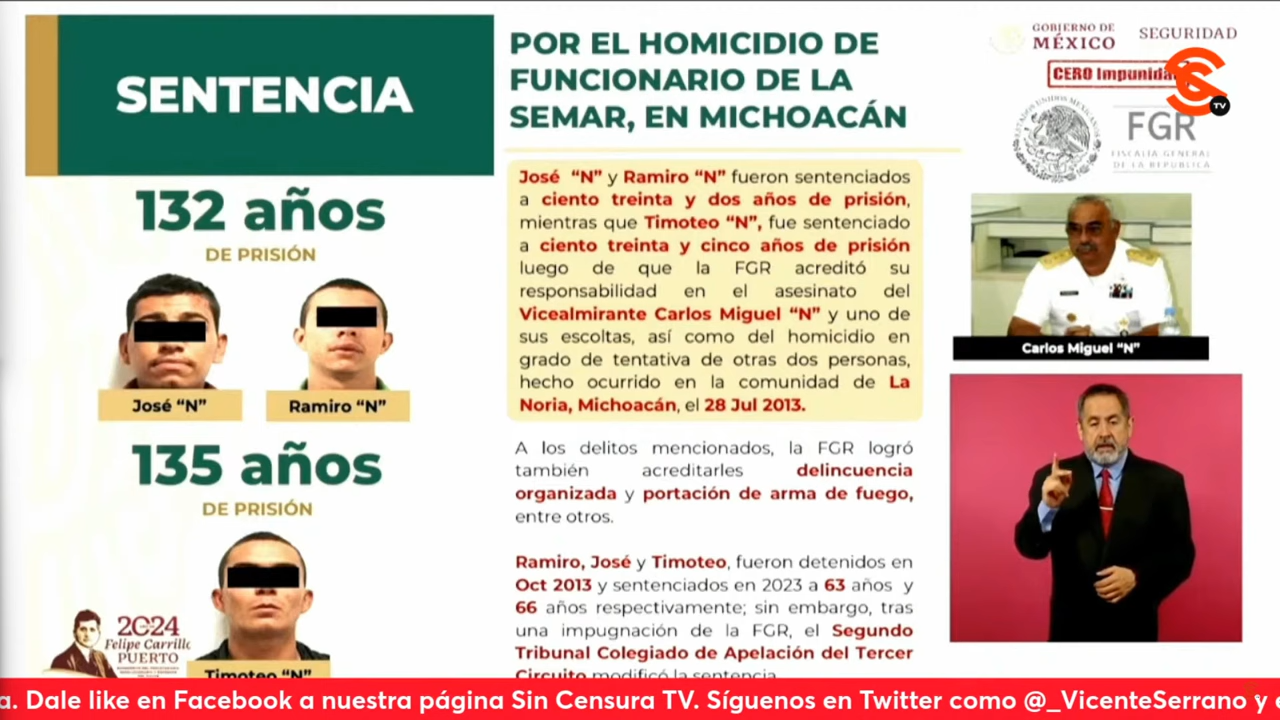 SENTENCIA
132 años
DE PRISIÓN
José “N”
Ramiro “N”
135 años
DE PRISIÓN
Timoteo “N”
2024
Felipe Carrillo
PUERTO
POR EL HOMICIDIO DE
FUNCIONARIO DE LA
SEMAR, EN MICHOACÁN
José “N” y Ramiro “N” fueron sentenciados
a ciento treinta y dos años de prisión,
mientras que Timoteo “N”, fue sentenciado
a ciento treinta y cinco años de prisión
luego de que la FGR acreditó su
responsabilidad en el asesinato del
Vicealmirante Carlos Miguel “N” y uno de
sus escoltas, así como del homicidio en
grado de tentativa de otras dos personas,
hecho ocurrido en la comunidad de La
Noria, Michoacán, el 28 Jul 2013.
A los delitos mencionados, la FGR logró
también acreditarles delincuencia
organizada y portación de arma de fuego,
entre otros.
Ramiro, José y Timoteo, fueron detenidos en
Oct 2013 y sentenciados en 2023 a 63 años y
66 años respectivamente; sin embargo, tras
una impugnación de la FGR, el Segundo
Tribunal Colegiado de Apelación del Tercer
Circuito modificó la sentencia.
GOBIERNO DE
MÉXICO
SEGURIDAD
CERO Impunidad
TV
ESTADOS UNIDOS MEXICANOS
FGR
FISCALÍA GENERAL
DE LA REPÚBLICA
Carlos Miguel “N”
a. Dale like en Facebook a nuestra página Sin Censura TV. Síguenos en Twitter como @_VicenteSerrano y